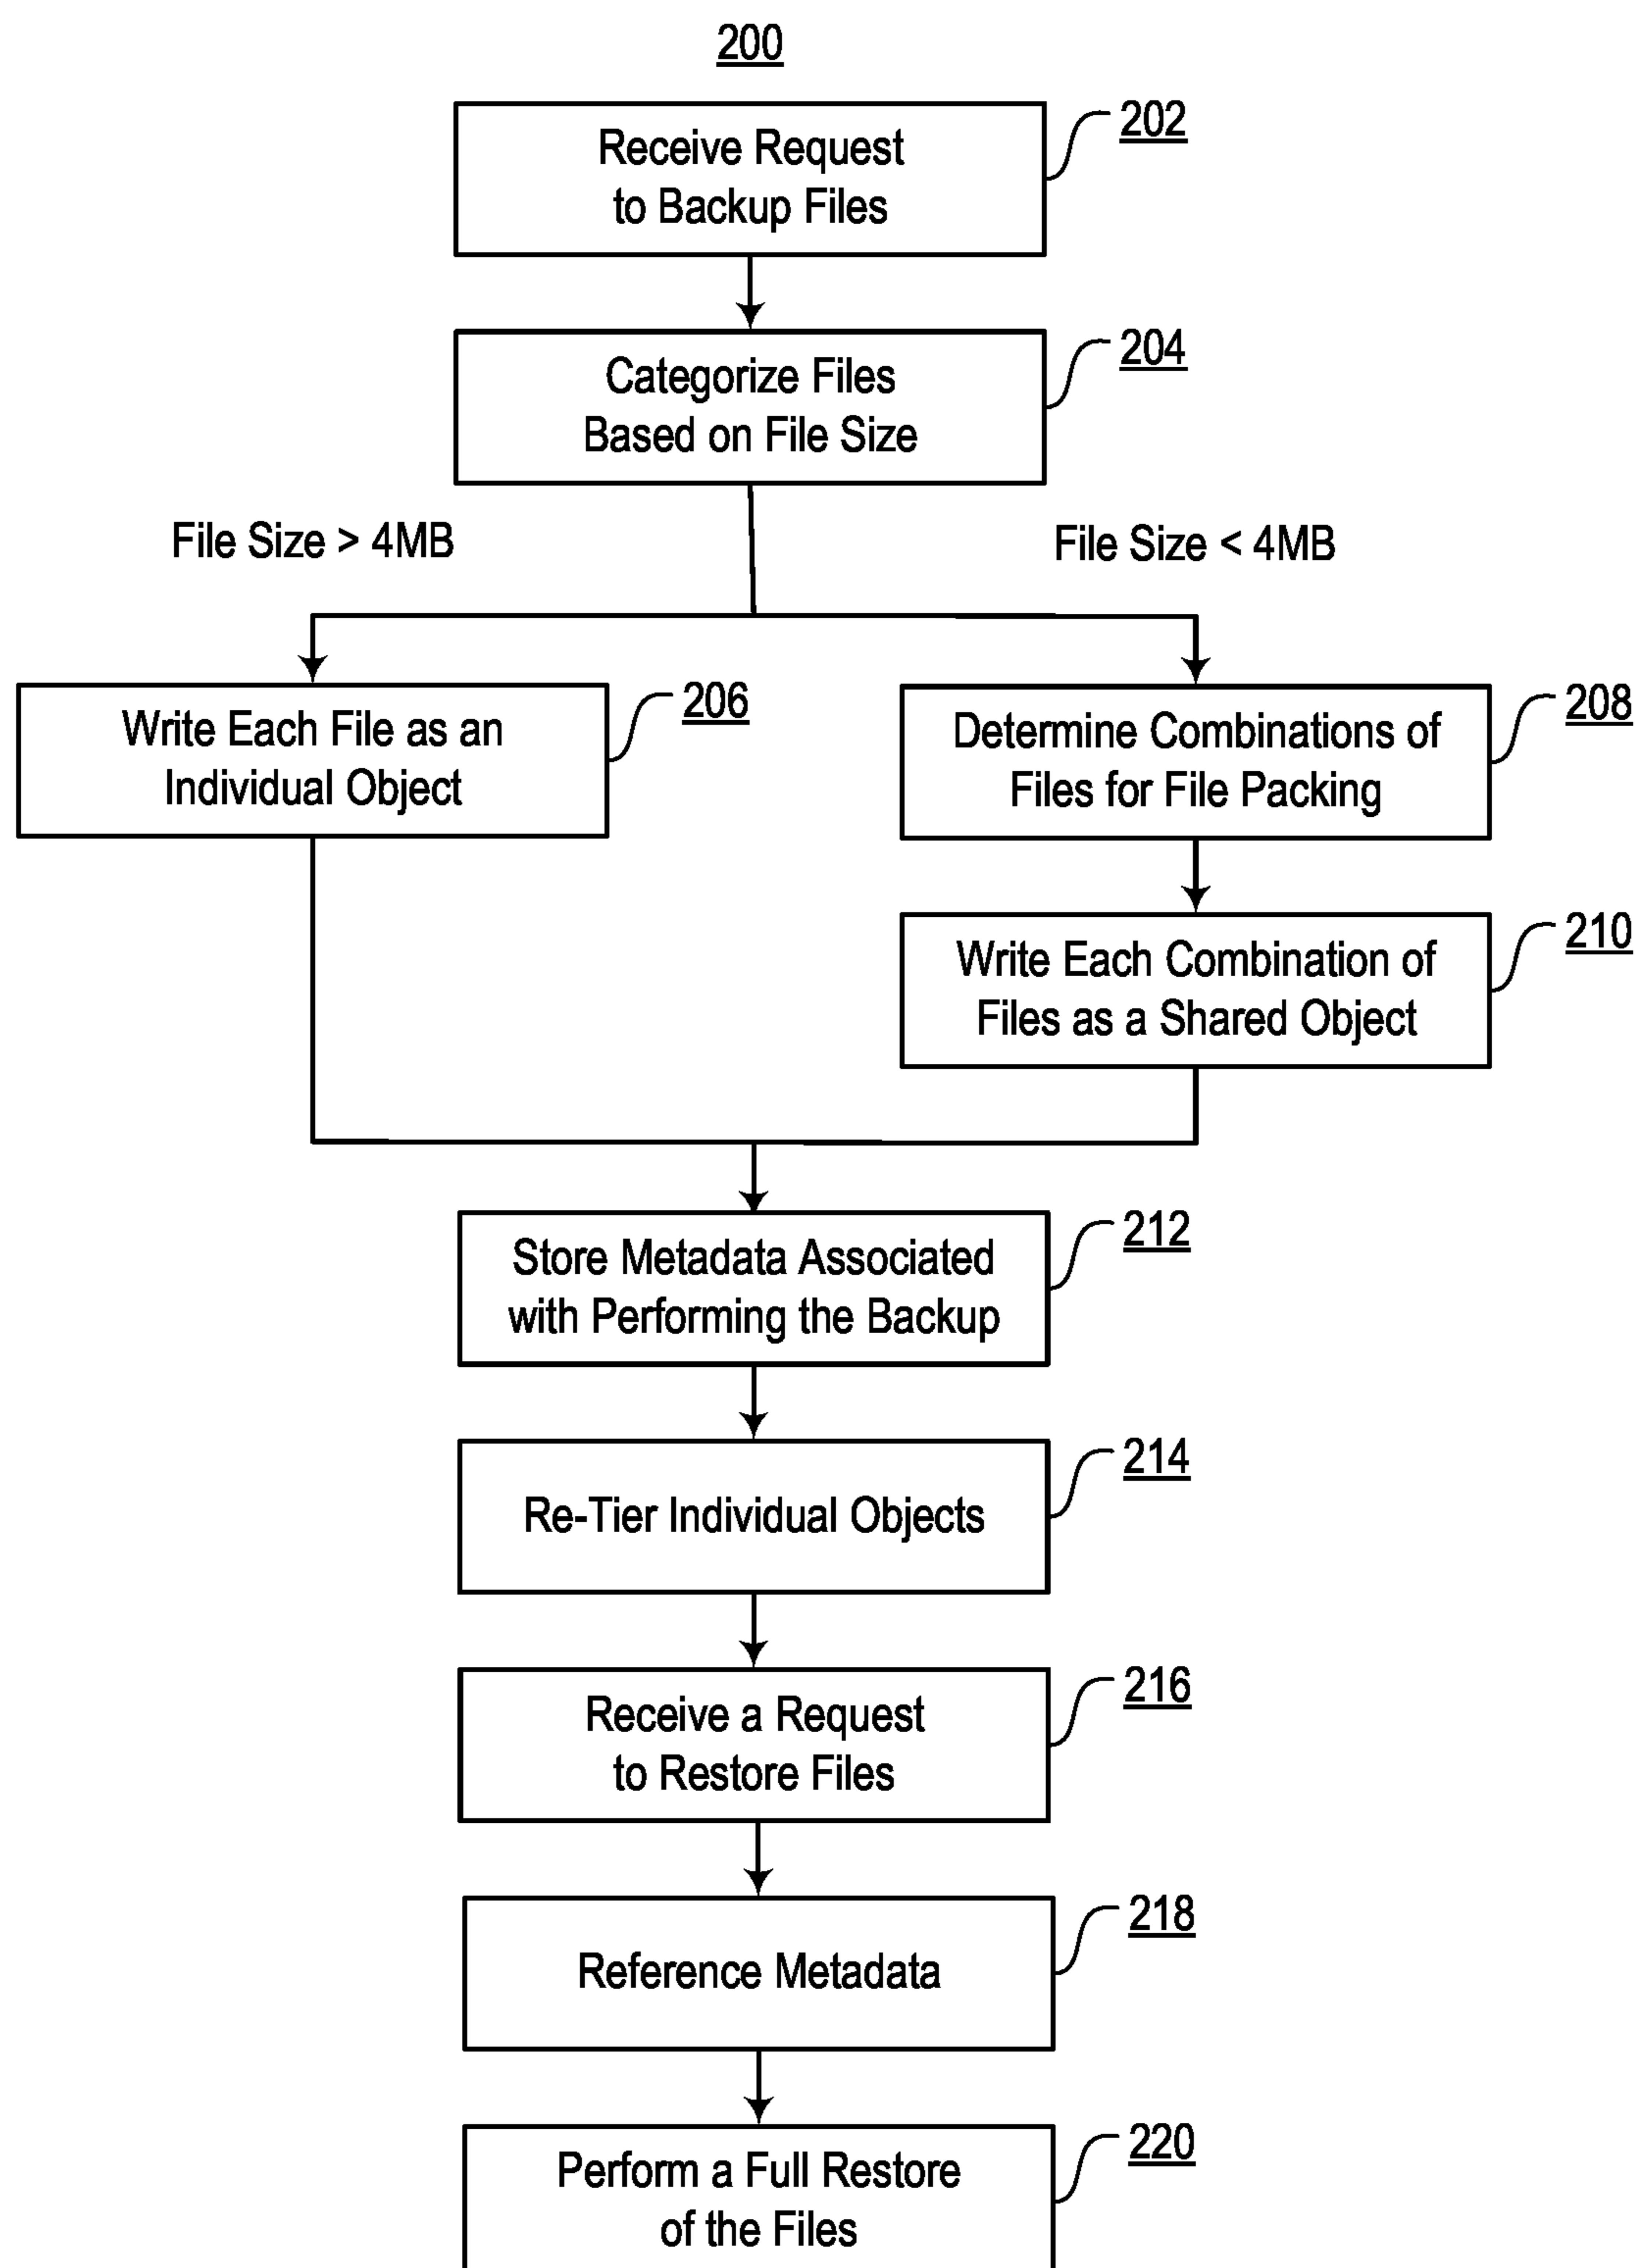 200
Receive Request
to Backup Files
202
Categorize Files
Based on File Size
204
File Size > 4MB
File Size < 4MB
Write Each File as an
Individual Object
206
Determine Combinations of
Files for File Packing
208
Write Each Combination of
Files as a Shared Object
210
Store Metadata Associated
with Performing the Backup
212
Re-Tier Individual Objects
214
Receive a Request
to Restore Files
216
Reference Metadata
218
Perform a Full Restore
of the Files
220